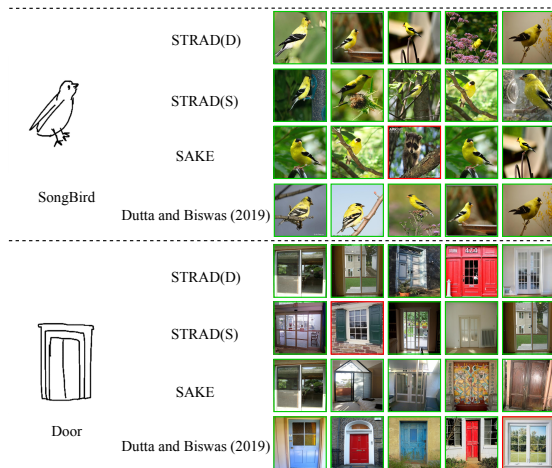 STRAD(D)
STRAD(S)
SAKE
SongBird
Dutta and Biswas (2019)
STRAD(D)
STRAD(S)
SAKE
Door
Dutta and Biswas (2019)